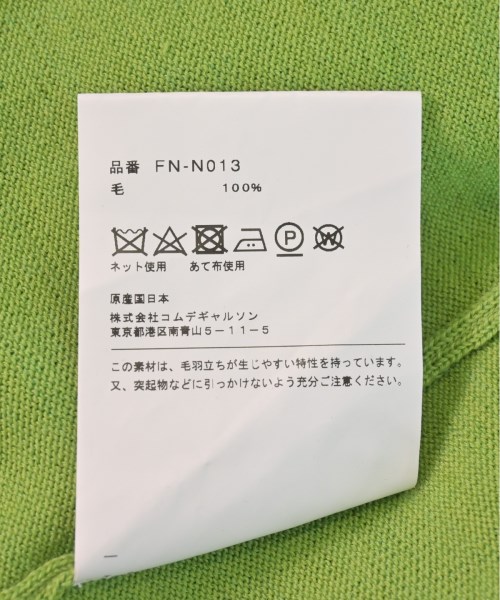 品番 FN-N013
毛 100%
P W
ネット使用 あて布使用
原産国日本
株式会社コムデギャルソン
東京都港区南青山5-11-5
この素材は、毛羽立ちが生じやすい特性を持っています。
又、突起物などに引っかけないよう充分ご注意ください。